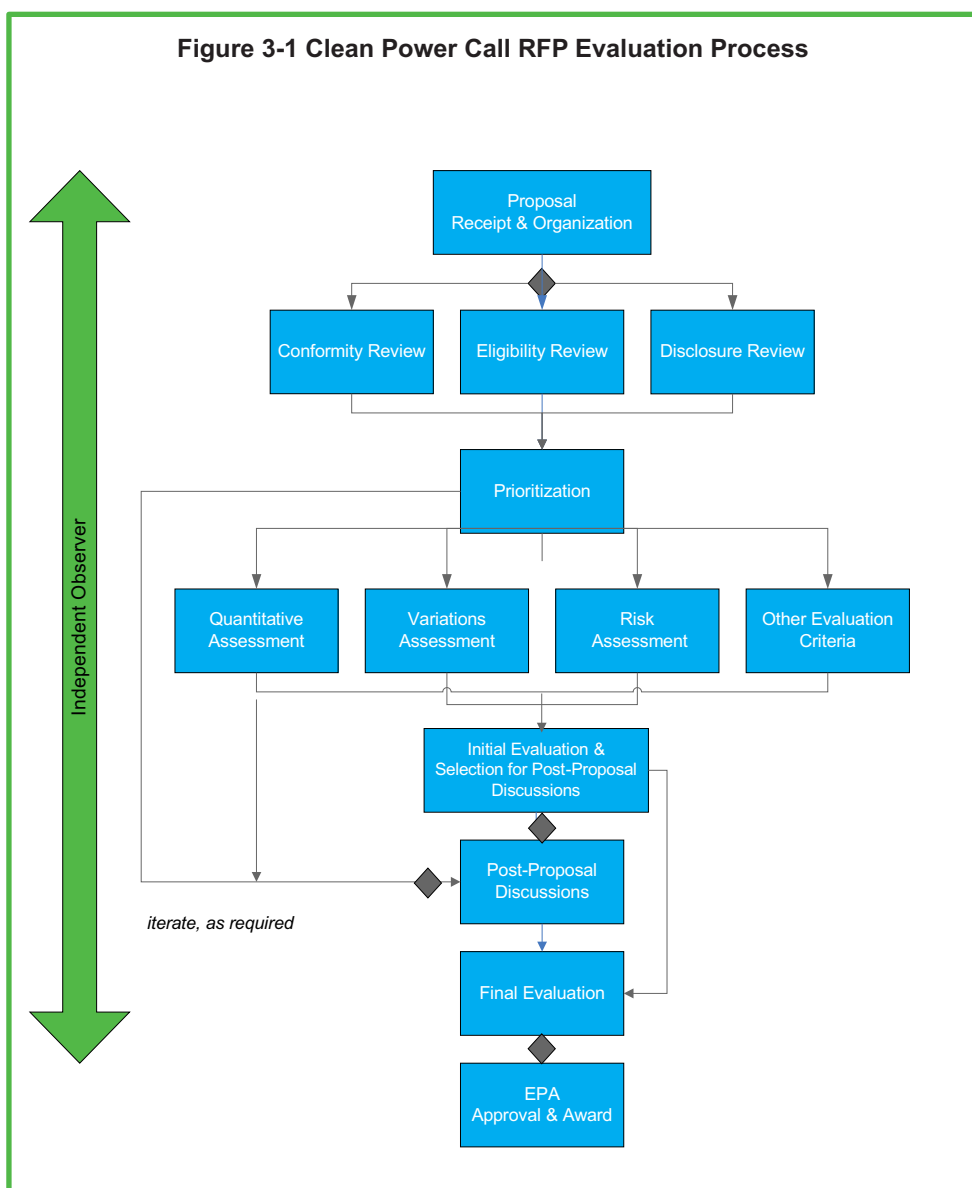 Figure 3-1 Clean Power Call RFP Evaluation Process
Independent Observer
Proposal
Receipt & Organization
Conformity Review
Eligibility Review
Disclosure Review
Prioritization
Quantitative
Assessment
Variations
Assessment
Risk
Assessment
Other Evaluation
Criteria
Initial Evaluation &
Selection for Post-Proposal
Discussions
Post-Proposal
Discussions
iterate, as required
Final Evaluation
EPA
Approval & Award